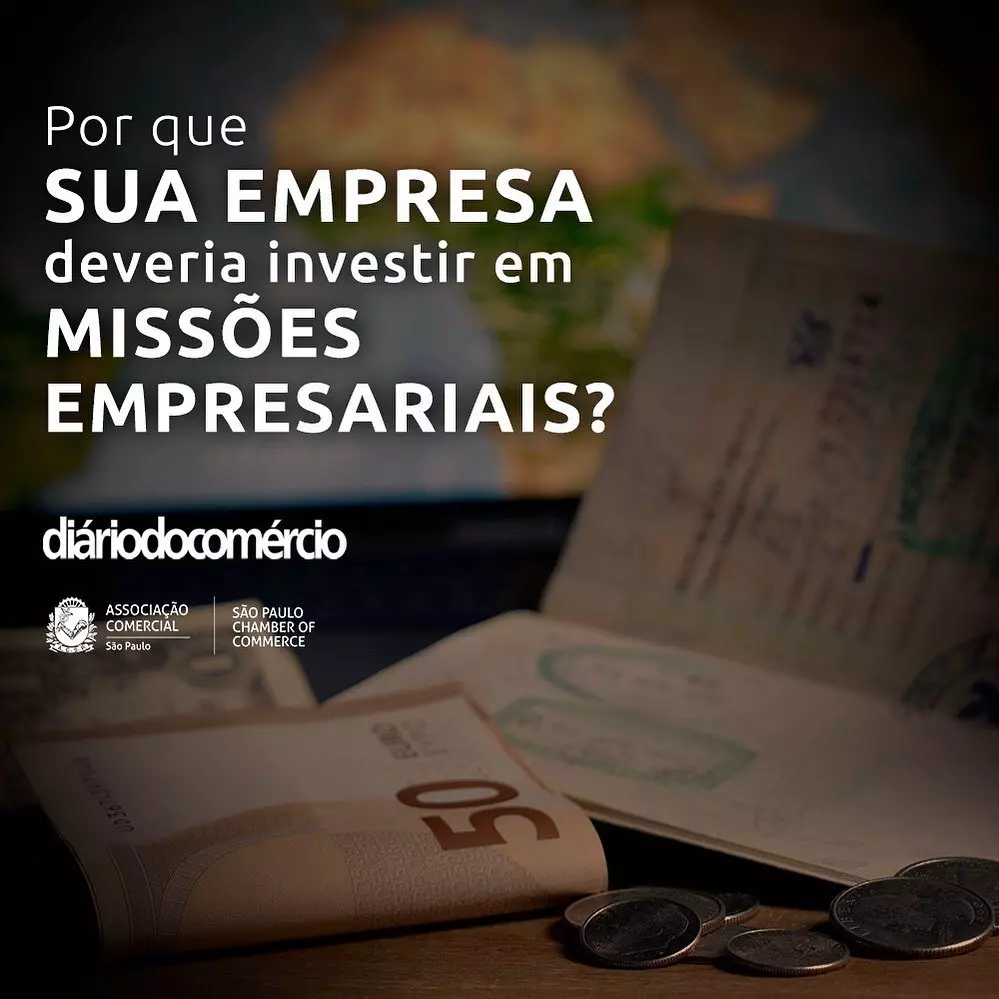 Por que
SUA EMPRESA
deveria investir em
MISSÕES
EMPRESARIAIS?
diáriodocomércio
ASSOCIAÇÃO
COMERCIAL
São Paulo
SÃO PAULO
CHAMBER OF
COMMERCE
EURO
50